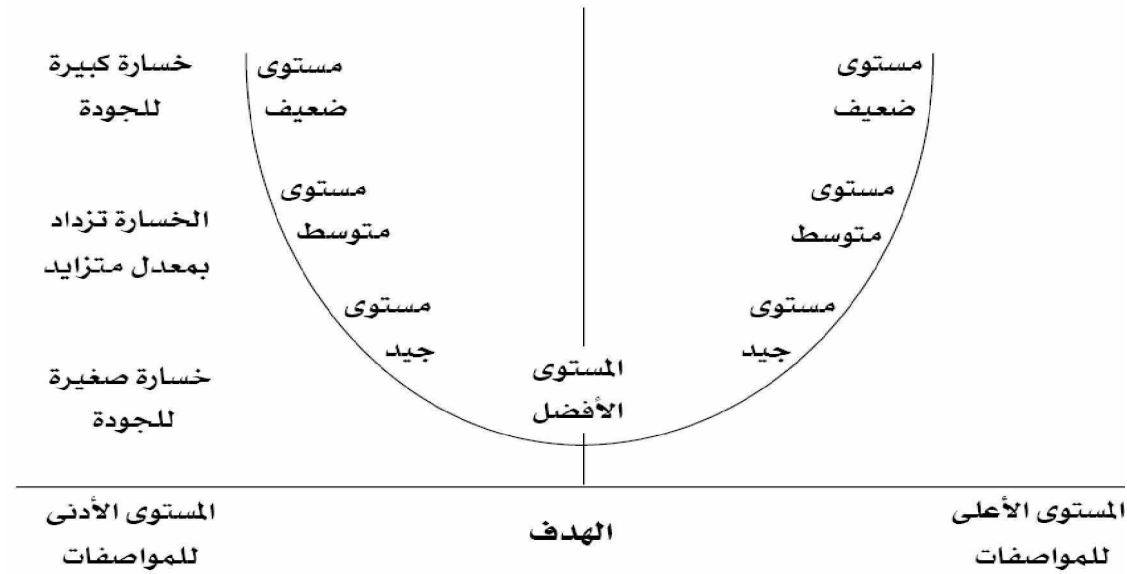 خسارة كبيرة
للجودة
الخسارة تزداد
بمعدل متزايد
خسارة صغيرة
للجودة
مستوى
ضعيف
مستوى
متوسط
مستوى
جيد
المستوى
الأفضل
مستوى
ضعيف
مستوى
متوسط
مستوى
جيد
المستوى الأدنى
للمواصفات
الهدف
المستوى الأعلى
للمواصفات